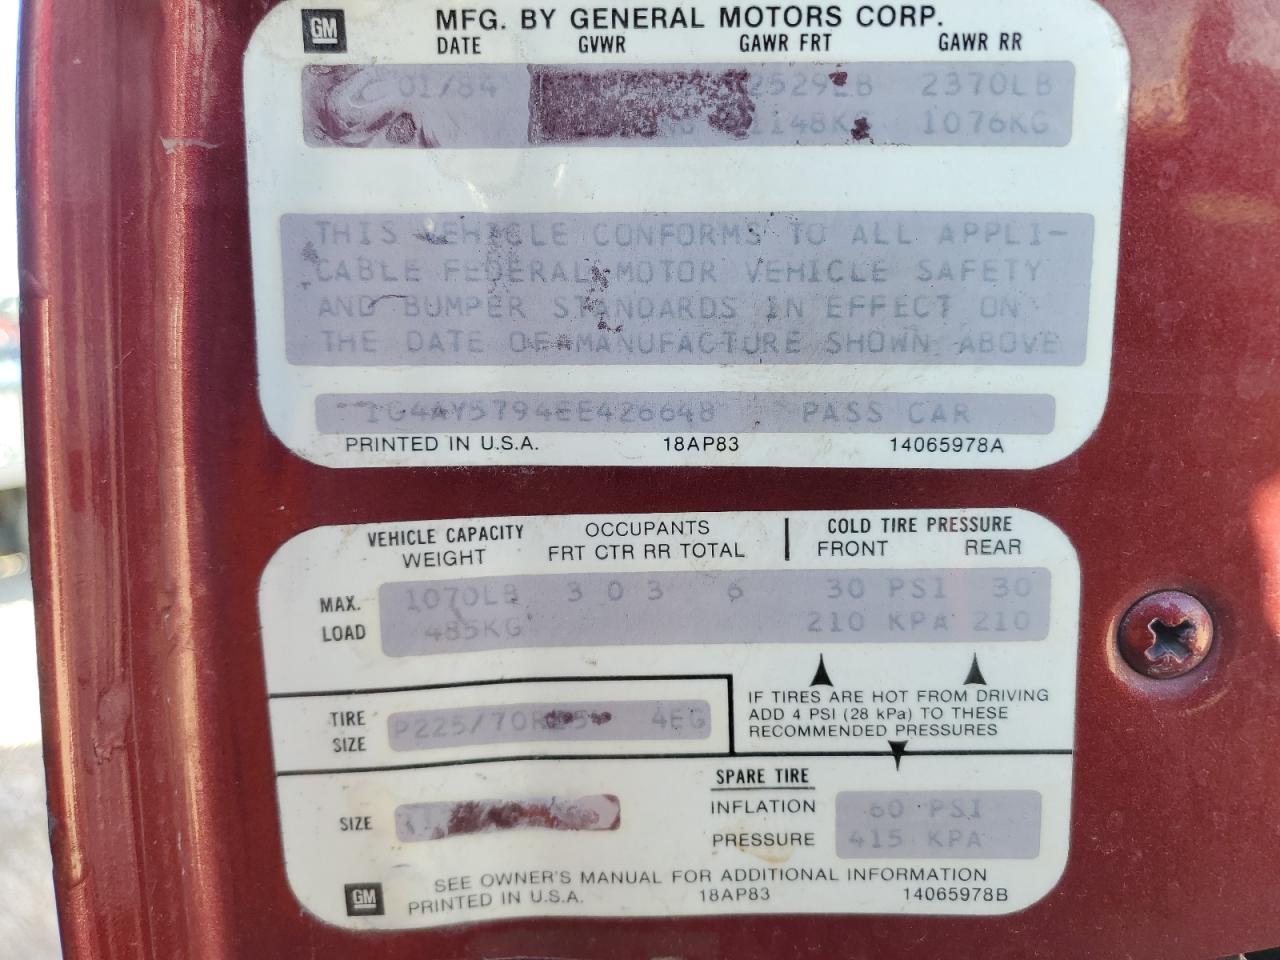 GM MFG. BY GENERAL MOTORS CORP.
DATE GVWR GAWR FRT GAWR RR
01/84 2529LB 2370LB
1148KG 1076KG
THIS VEHICLE CONFORMS TO ALL APPLI-
CABLE FEDERAL MOTOR VEHICLE SAFETY
AND BUMPER STANDARDS IN EFFECT ON
THE DATE OF MANUFACTURE SHOWN ABOVE
1G4AY5794EE426648 PASS CAR
PRINTED IN U.S.A. 18AP83 14065978A
VEHICLE CAPACITY OCCUPANTS COLD TIRE PRESSURE
WEIGHT FRT CTR RR TOTAL FRONT REAR
MAX. 1070LB 3 0 3 6 30 PSI 30
LOAD 485KG 210 KPA 210
IF TIRES ARE HOT FROM DRIVING
ADD 4 PSI (28 kPa) TO THESE
RECOMMENDED PRESSURES
TIRE P225/70R15 4EG
SIZE
SPARE TIRE
SIZE INFLATION 60 PSI
PRESSURE 415 KPA
SEE OWNER'S MANUAL FOR ADDITIONAL INFORMATION
GM PRINTED IN U.S.A. 18AP83 14065978B